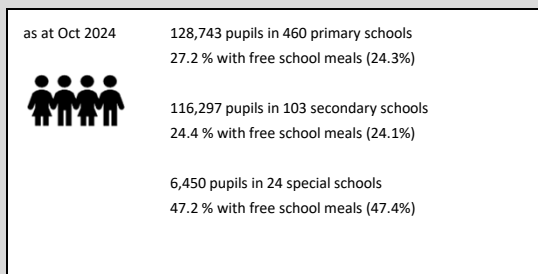 as at Oct 2024
128,743 pupils in 460 primary schools
27.2 % with free school meals (24.3%)
116,297 pupils in 103 secondary schools
24.4 % with free school meals (24.1%)
6,450 pupils in 24 special schools
47.2 % with free school meals (47.4%)